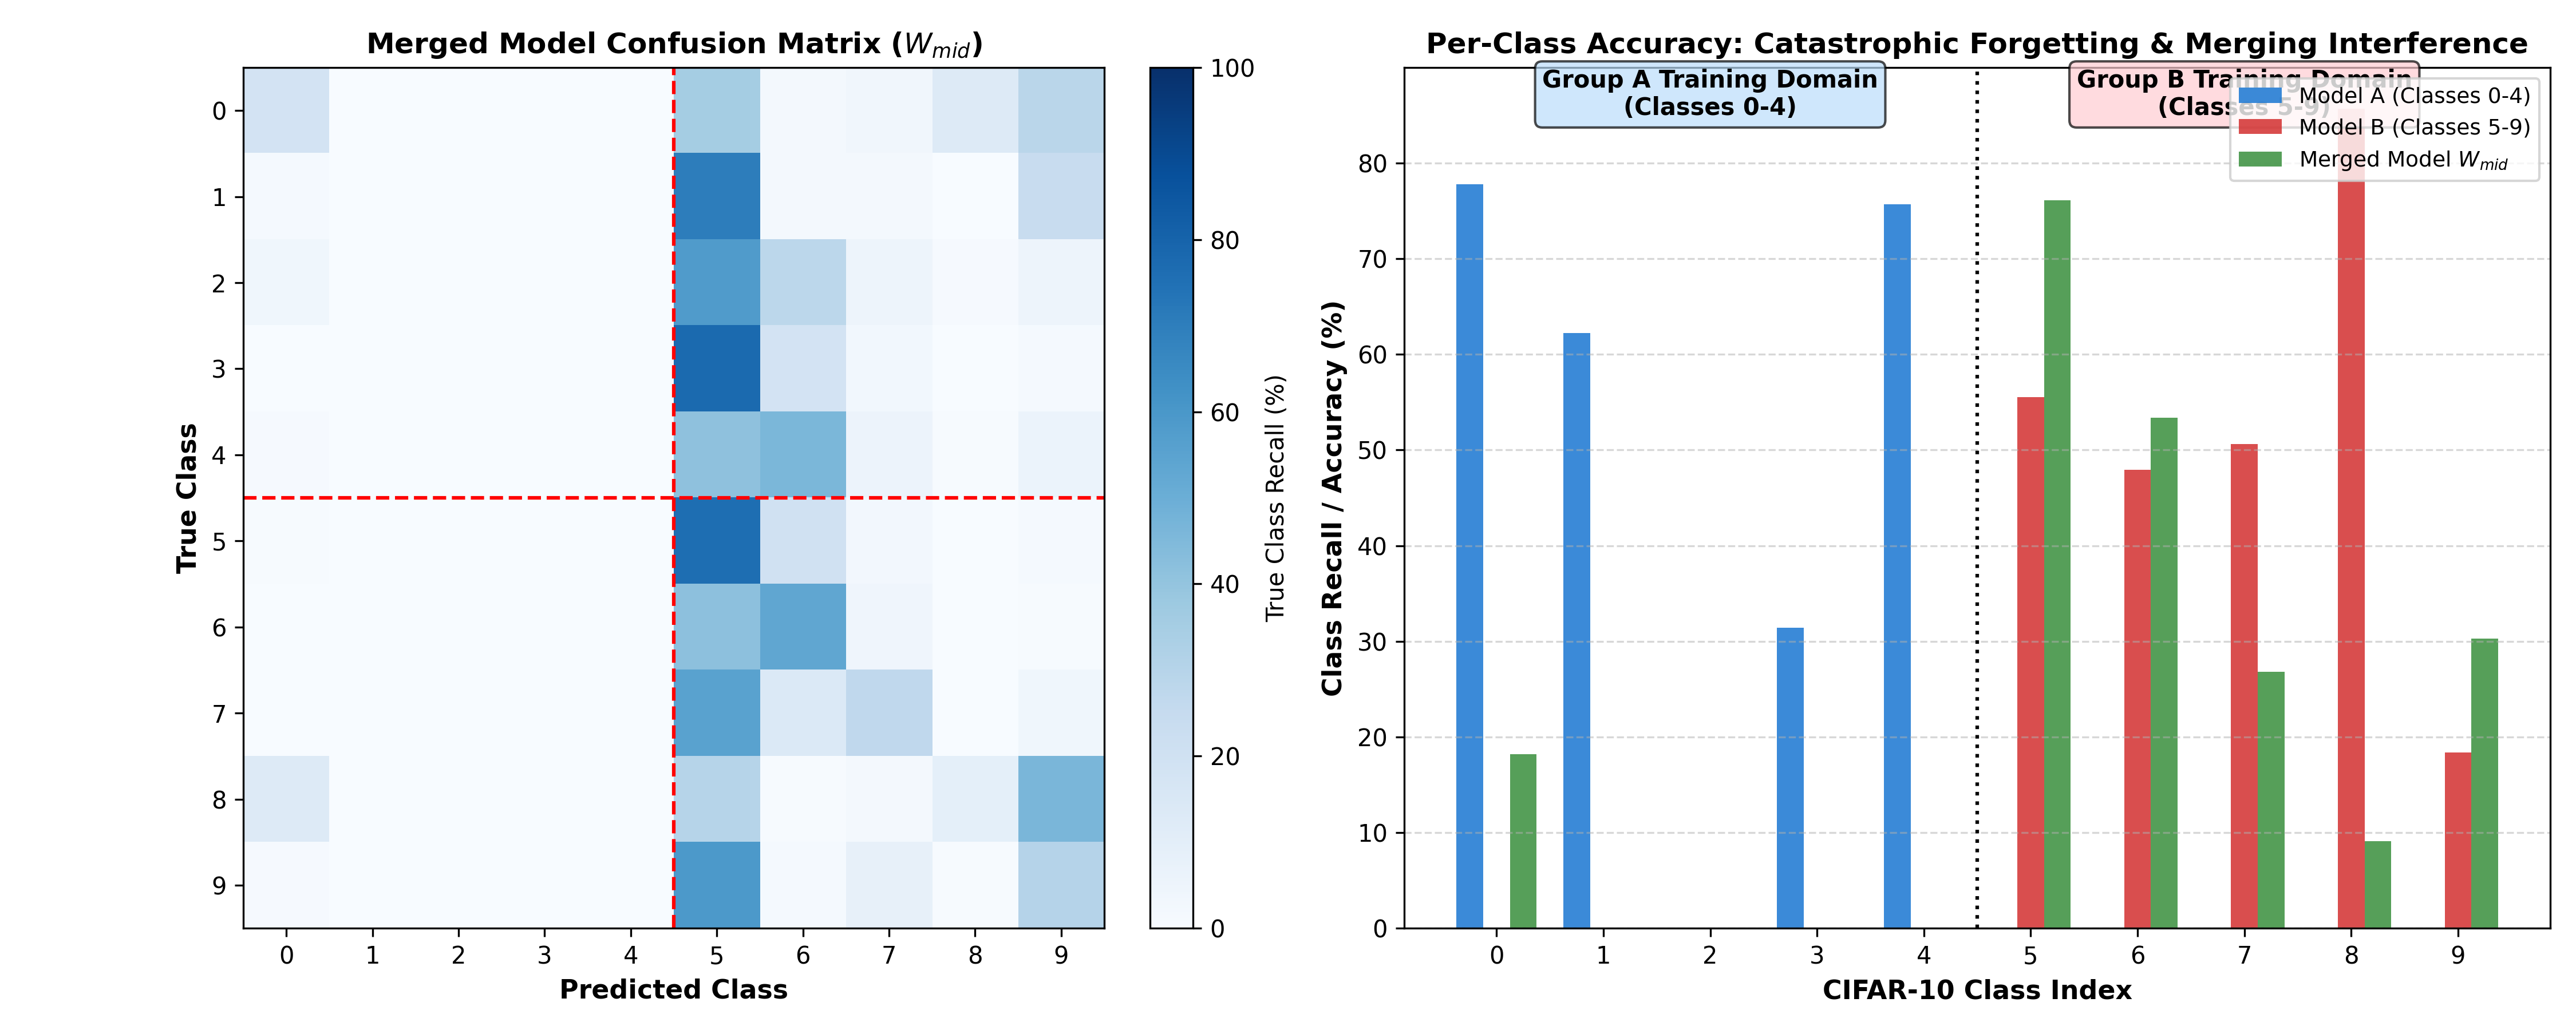 Merged Model Confusion Matrix (W_mid)
0
1
2
3
4
5
6
7
8
9
True Class
0 1 2 3 4 5 6 7 8 9
Predicted Class
100
80
60
40
20
0
True Class Recall (%)
Per-Class Accuracy: Catastrophic Forgetting & Merging Interference
Group A Training Domain
(Classes 0-4)
Group B Training Domain
(Classes 5-9)
Model A (Classes 0-4)
Model B (Classes 5-9)
Merged Model W_mid
80
70
60
50
40
30
20
10
0
Class Recall / Accuracy (%)
0 1 2 3 4 5 6 7 8 9
CIFAR-10 Class Index